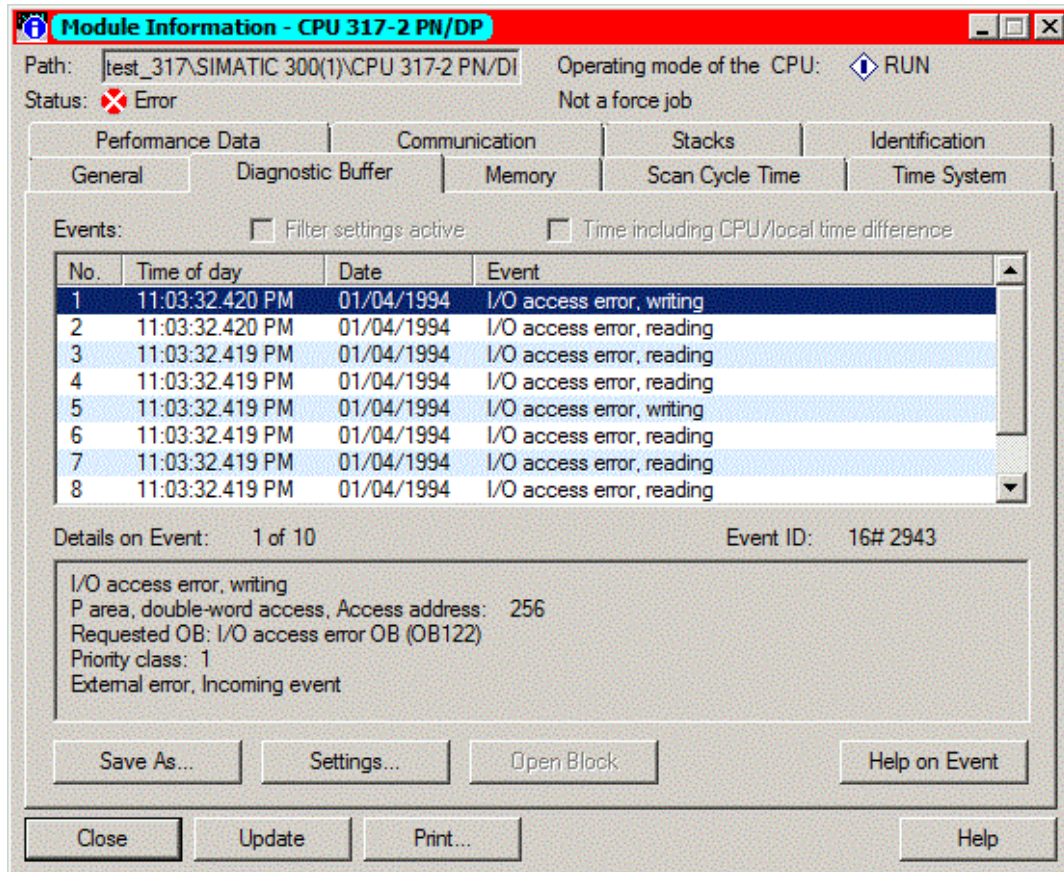 Module Information - CPU 317-2 PN/DP
Path: test_317\SIMATIC 300(1)\CPU 317-2 PN/DI Operating mode of the CPU: RUN
Status: Error Not a force job
Performance Data Communication Stacks Identification
General Diagnostic Buffer Memory Scan Cycle Time Time System
Events: Filter settings active Time including CPU/local time difference
No. Time of day Date Event
1 11:03:32.420 PM 01/04/1994 I/O access error, writing
2 11:03:32.420 PM 01/04/1994 I/O access error, reading
3 11:03:32.419 PM 01/04/1994 I/O access error, reading
4 11:03:32.419 PM 01/04/1994 I/O access error, reading
5 11:03:32.419 PM 01/04/1994 I/O access error, writing
6 11:03:32.419 PM 01/04/1994 I/O access error, reading
7 11:03:32.419 PM 01/04/1994 I/O access error, reading
8 11:03:32.419 PM 01/04/1994 I/O access error, reading
Details on Event: 1 of 10 Event ID: 16# 2943
I/O access error, writing
P area, double-word access, Access address: 256
Requested OB: I/O access error OB (OB122)
Priority class: 1
External error, Incoming event
Save As... Settings... Open Block Help on Event
Close Update Print... Help